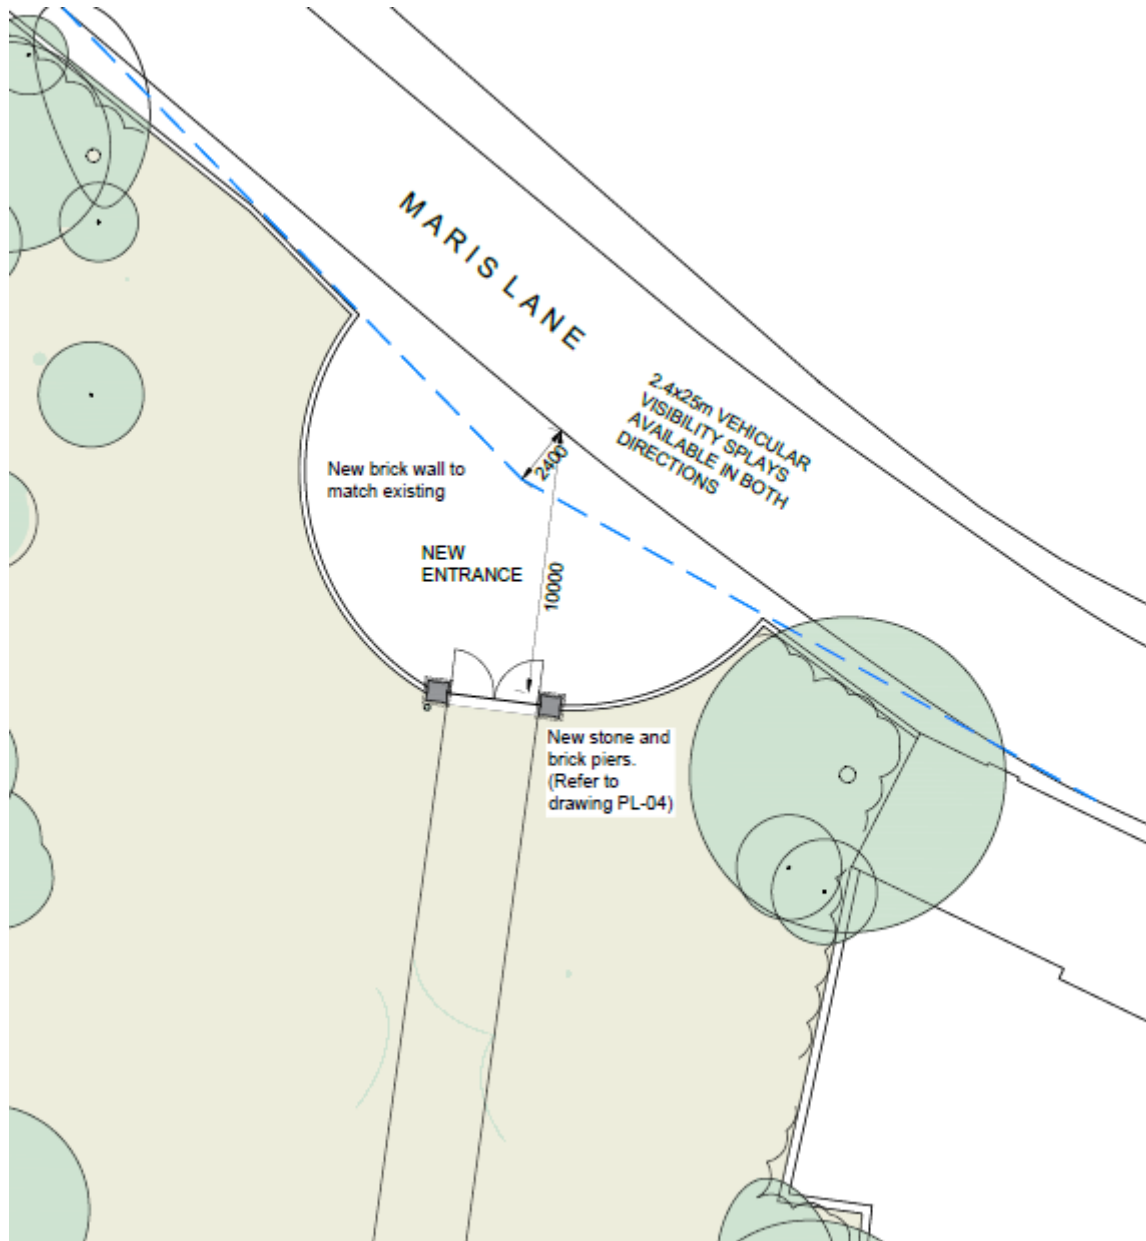 MARIS LANE
2.4x25m VEHICULAR
VISIBILITY SPLAYS
AVAILABLE IN BOTH
DIRECTIONS
2400
New brick wall to
match existing
NEW
ENTRANCE
10000
New stone and
brick piers.
(Refer to
drawing PL-04)